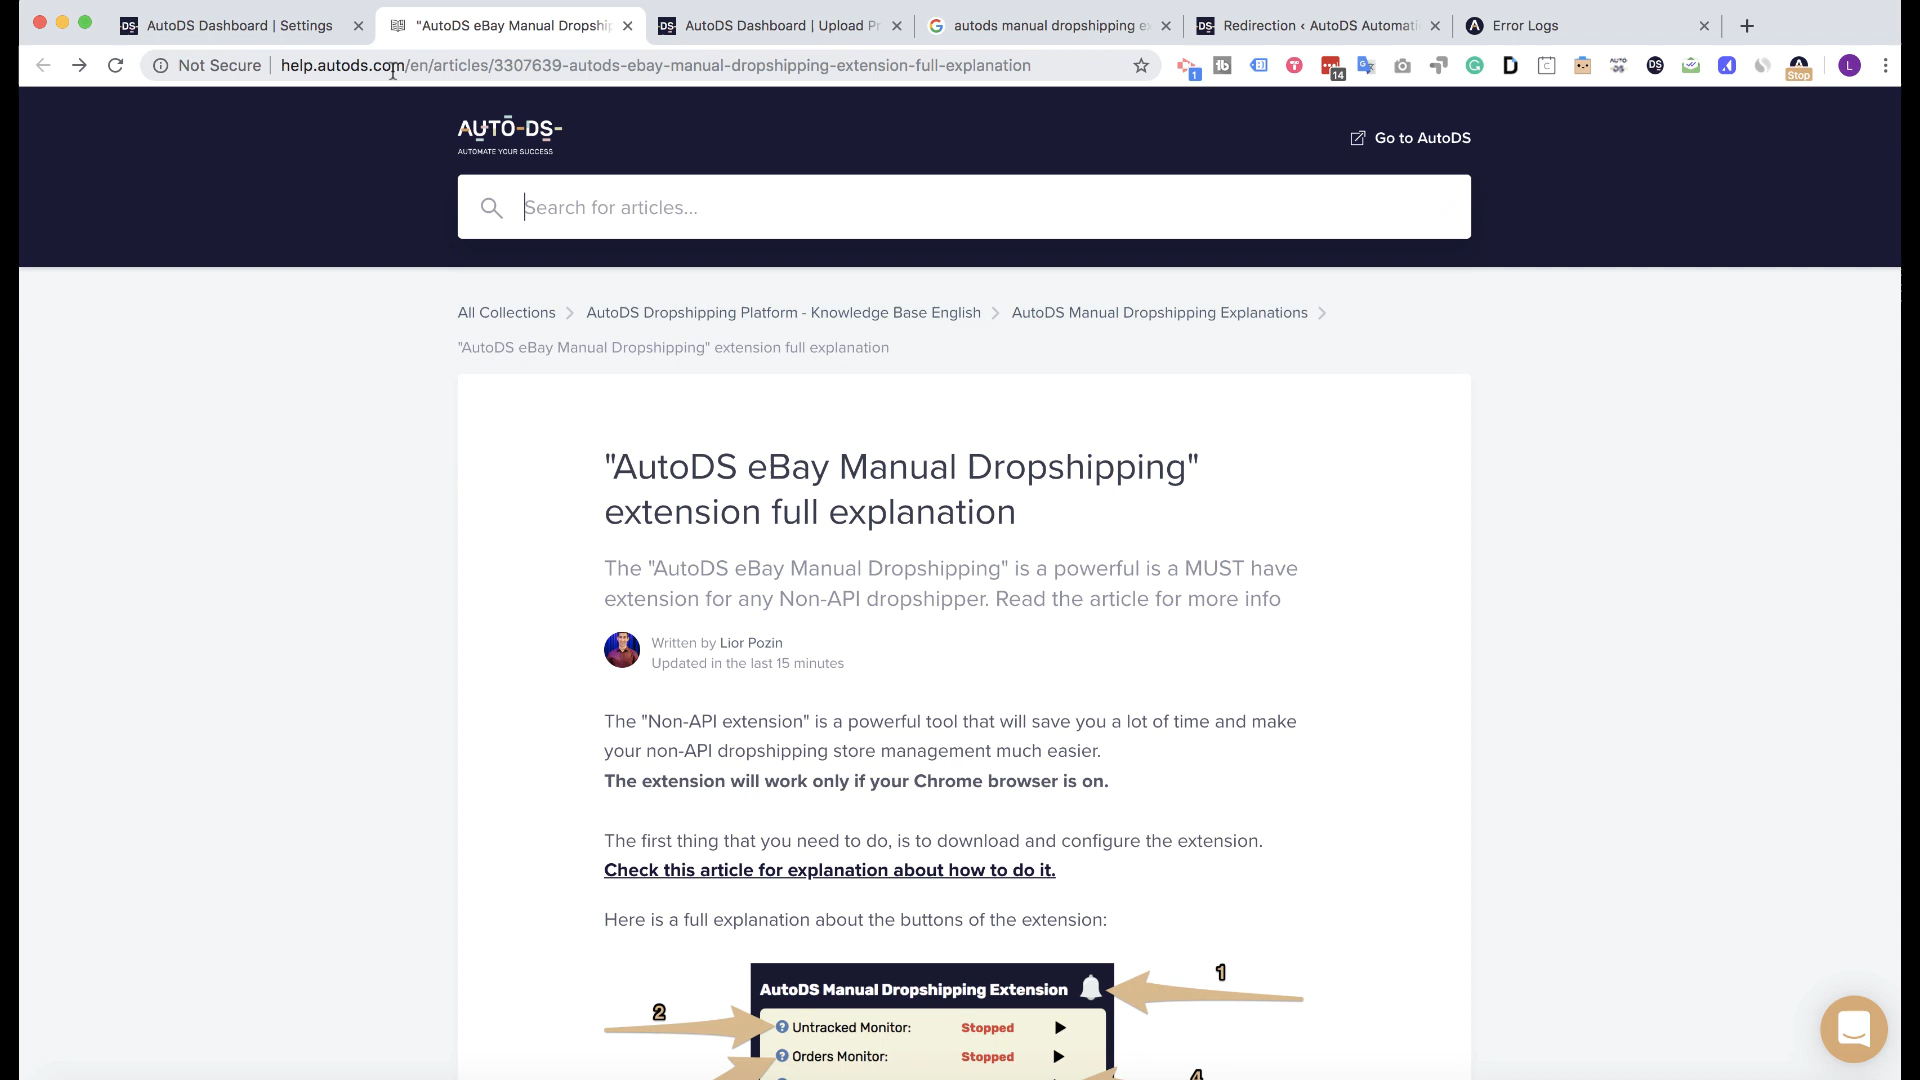 AutoDS Dashboard | Settings
"AutoDS eBay Manual Dropshi
AutoDS Dashboard | Upload Pr
autods manual dropshipping e
Redirection ‹ AutoDS Automati
Error Logs
Not Secure
help.autods.com/en/articles/3307639-autods-ebay-manual-dropshipping-extension-full-explanation
1
14
Stop
L
AUTO-DS-
AUTOMATE YOUR SUCCESS
Go to AutoDS
Search for articles...
All Collections
AutoDS Dropshipping Platform - Knowledge Base English
AutoDS Manual Dropshipping Explanations
"AutoDS eBay Manual Dropshipping" extension full explanation
"AutoDS eBay Manual Dropshipping"
extension full explanation
The "AutoDS eBay Manual Dropshipping" is a powerful is a MUST have
extension for any Non-API dropshipper. Read the article for more info
Written by Lior Pozin
Updated in the last 15 minutes
The "Non-API extension" is a powerful tool that will save you a lot of time and make
your non-API dropshipping store management much easier.
The extension will work only if your Chrome browser is on.
The first thing that you need to do, is to download and configure the extension.
Check this article for explanation about how to do it.
Here is a full explanation about the buttons of the extension:
1
AutoDS Manual Dropshipping Extension
2
Untracked Monitor: Stopped
Orders Monitor: Stopped
4